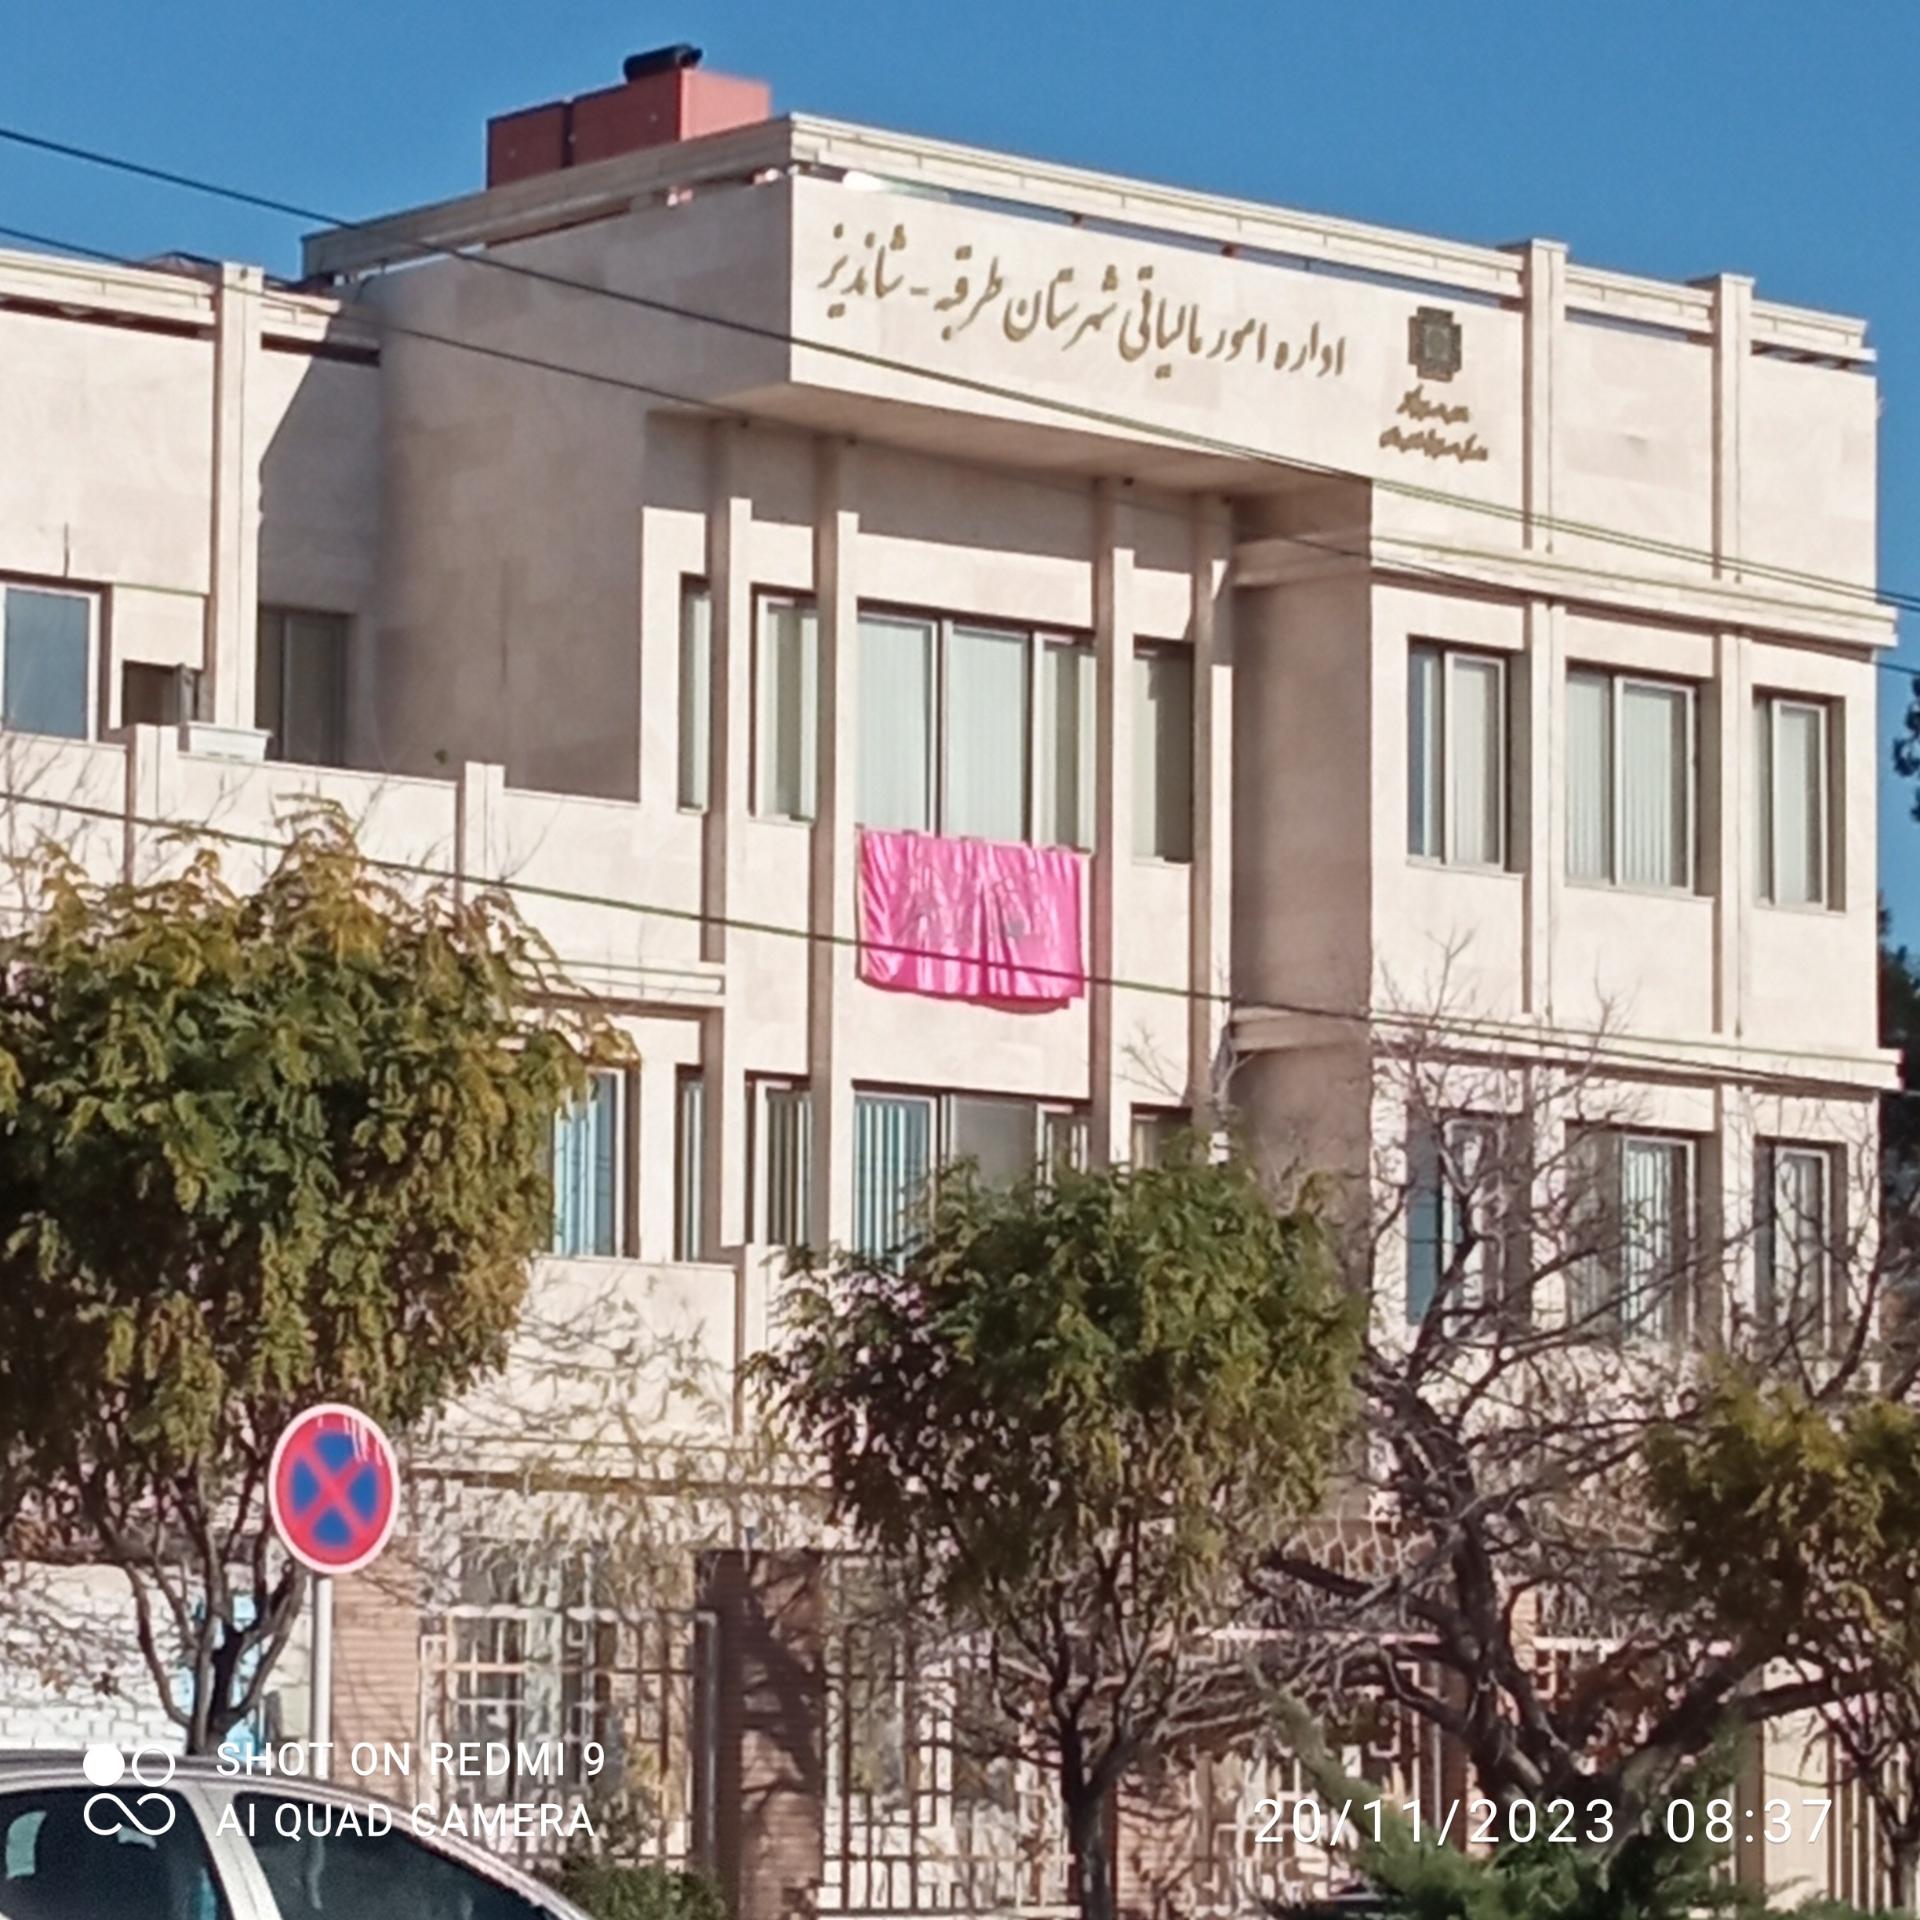 اداره امور مالیاتی شهرستان طرقبه - شاندیز
SHOT ON REDMI 9
AI QUAD CAMERA
20/11/2023 08:37